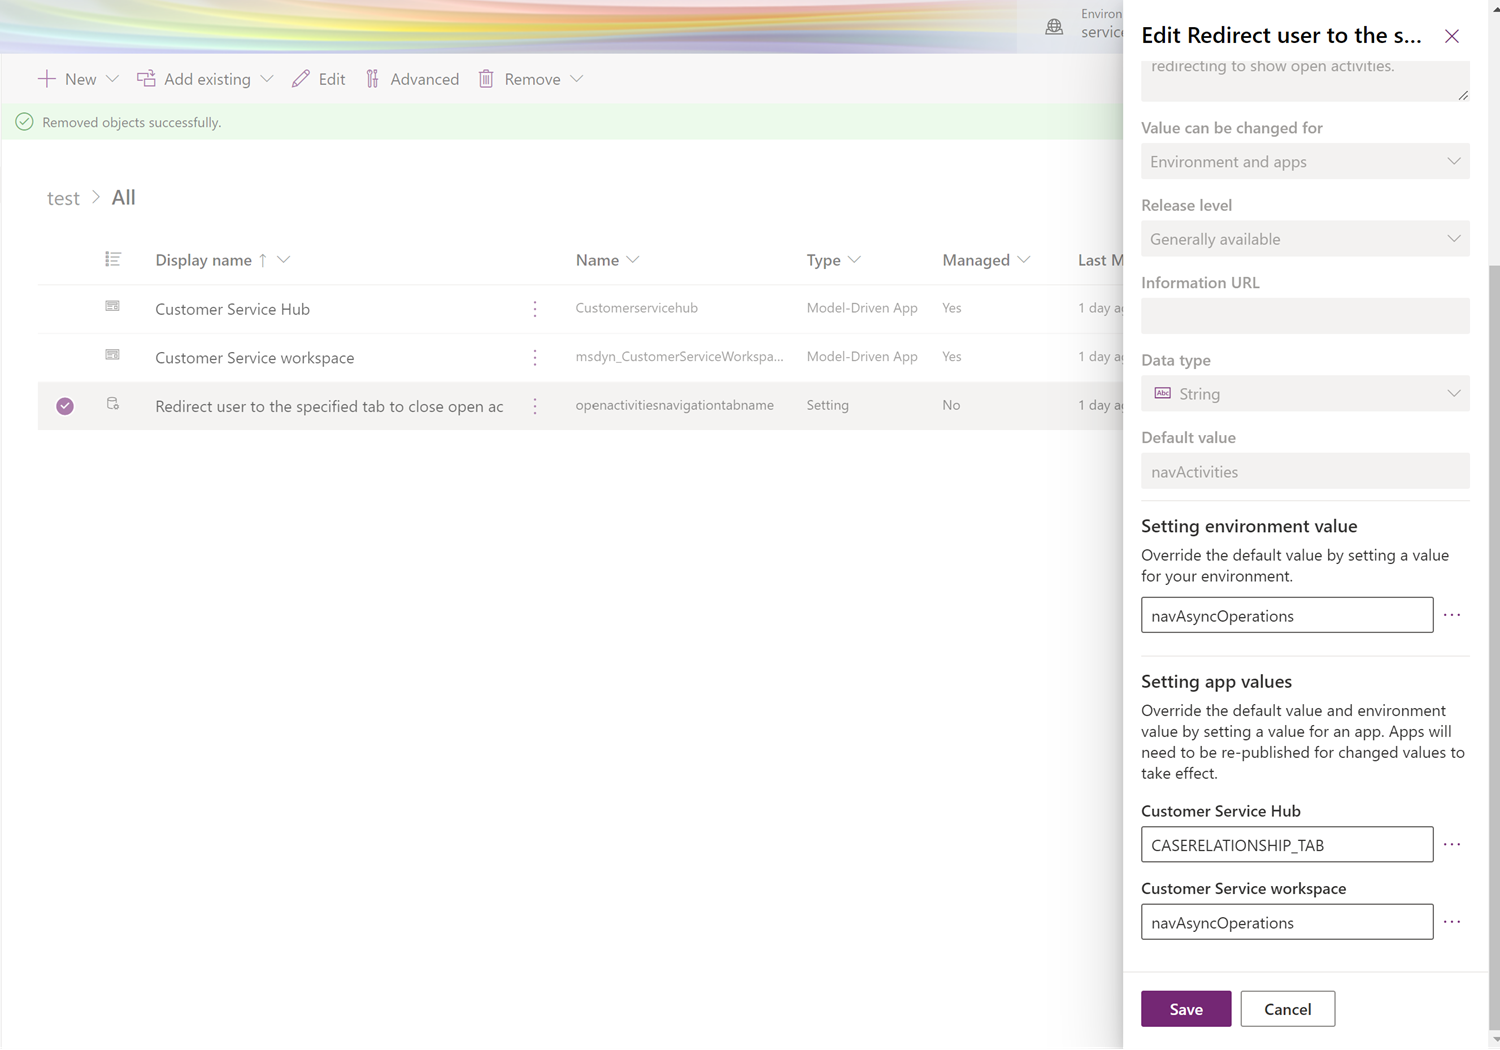 Environ
service
New
Add existing
Edit
Advanced
Remove
Removed objects successfully.
test > All
Display name ↑ Name Type Managed Last M
Customer Service Hub Customerservicehub Model-Driven App Yes 1 day ag
Customer Service workspace msdyn_CustomerServiceWorkspa... Model-Driven App Yes 1 day ag
Redirect user to the specified tab to close open ac openactivitiesnavigationtabname Setting No 1 day ag
Edit Redirect user to the s...
redirecting to show open activities.
Value can be changed for
Environment and apps
Release level
Generally available
Information URL
Data type
Abc String
Default value
navActivities
Setting environment value
Override the default value by setting a value
for your environment.
navAsyncOperations
Setting app values
Override the default value and environment
value by setting a value for an app. Apps will
need to be re-published for changed values to
take effect.
Customer Service Hub
CASERELATIONSHIP_TAB
Customer Service workspace
navAsyncOperations
Save
Cancel